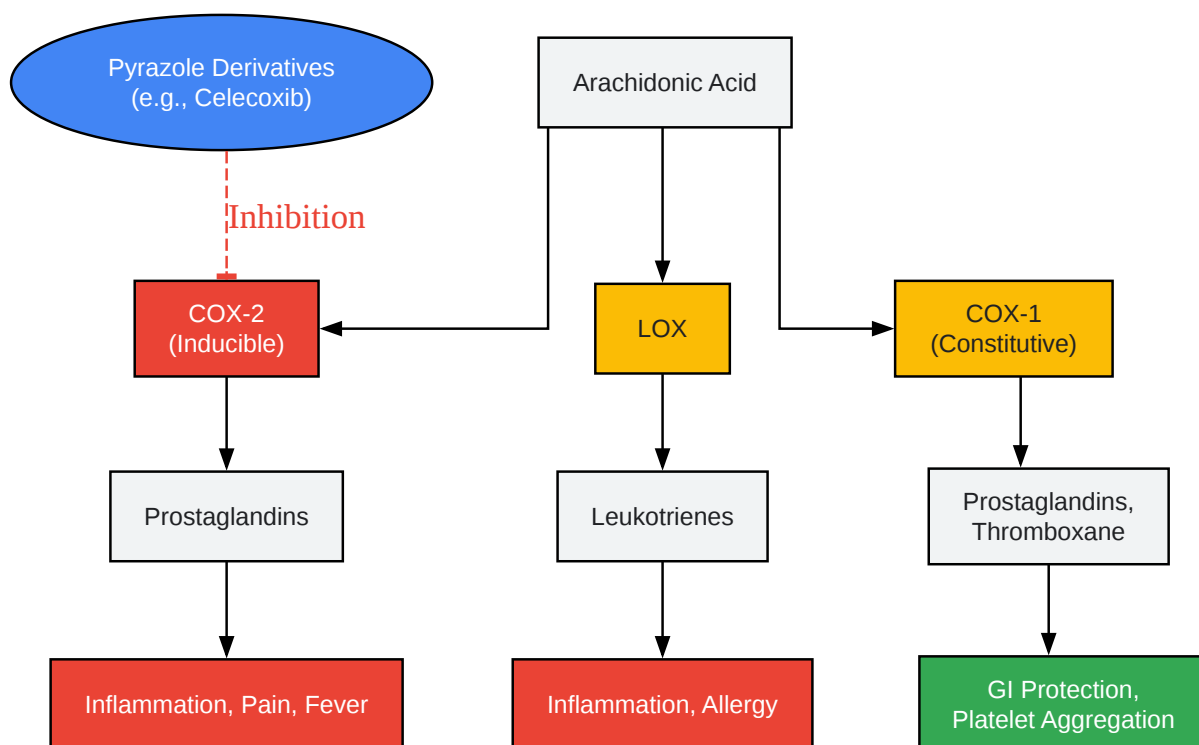 Pyrazole Derivatives
(e.g., Celecoxib)
Arachidonic Acid
Inhibition
COX-2
(Inducible)
LOX
COX-1
(Constitutive)
Prostaglandins
Leukotrienes
Prostaglandins,
Thromboxane
Inflammation, Pain, Fever
Inflammation, Allergy
GI Protection,
Platelet Aggregation